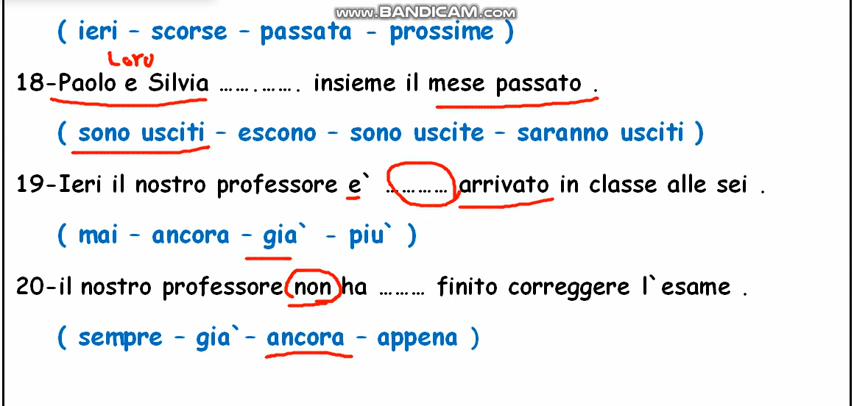 www.BANDICAM.com
( ieri - scorse - passata - prossime )
Loro
18-Paolo e Silvia …….……. insieme il mese passato .
( sono usciti - escono - sono uscite - saranno usciti )
19-Ieri il nostro professore e` ………… arrivato in classe alle sei .
( mai - ancora - gia` - piu` )
20-il nostro professore non ha ……… finito correggere l`esame .
( sempre - gia`- ancora - appena )